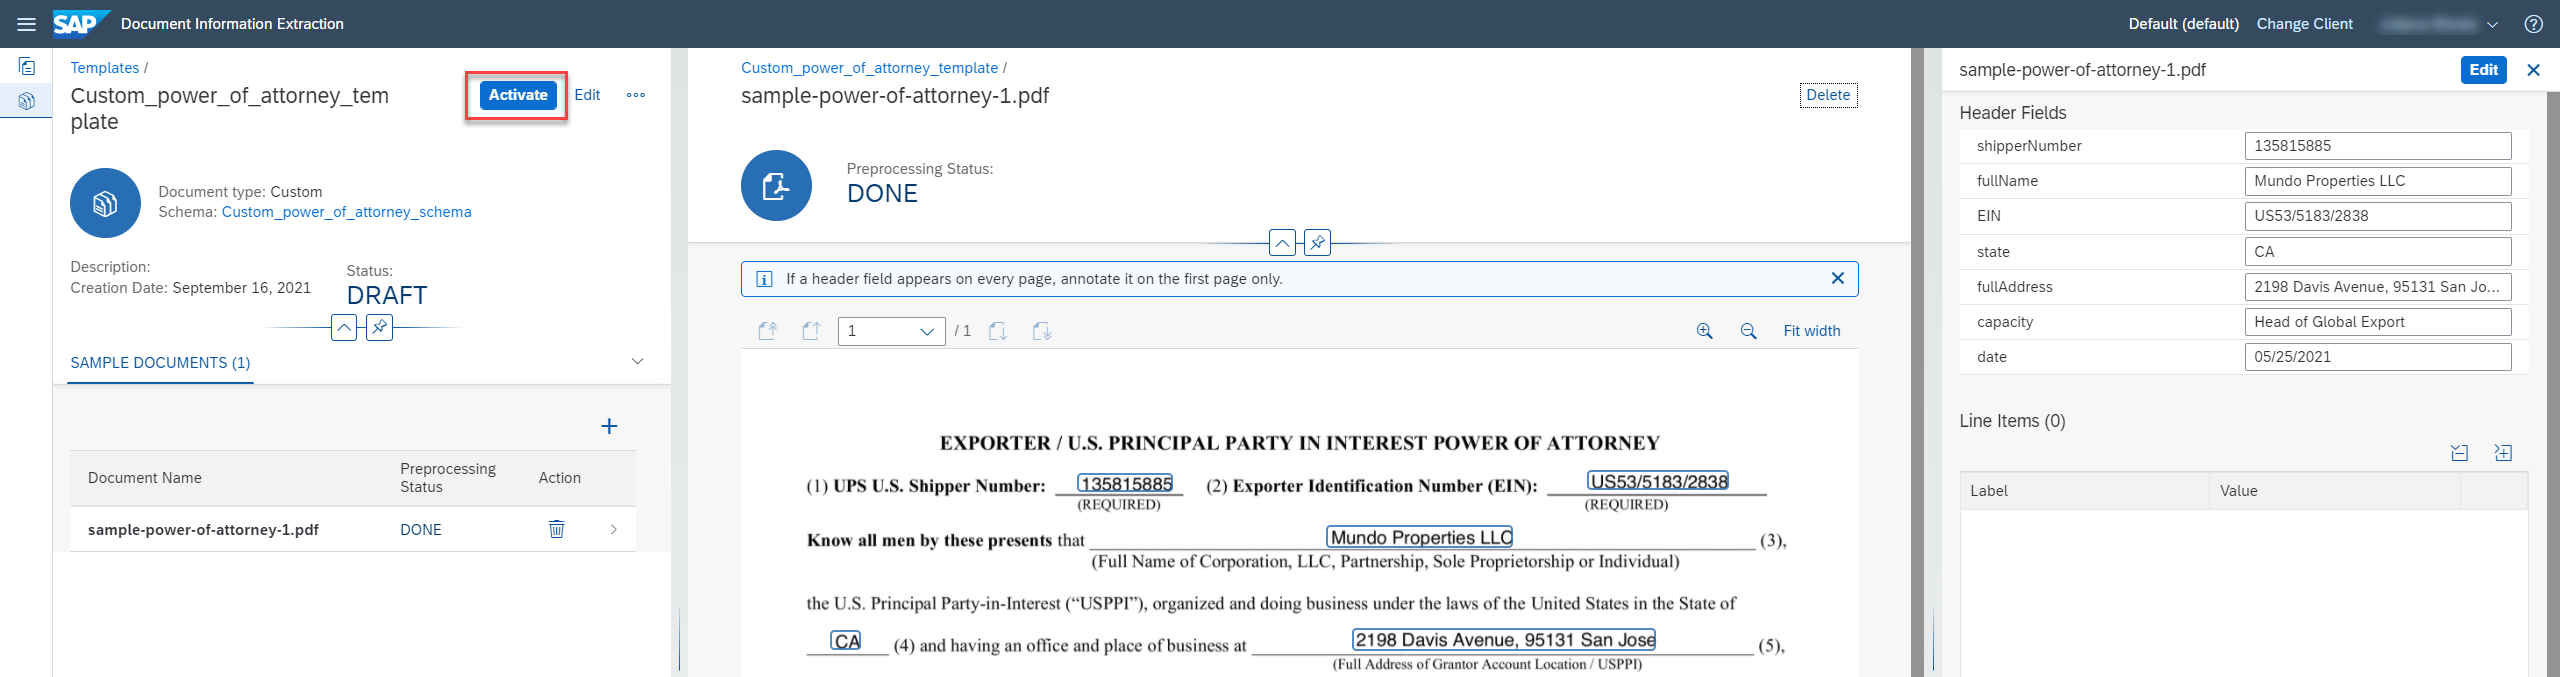 SAP Document Information Extraction Default (default) Change Client
Templates /
Custom_power_of_attorney_tem
plate
Activate Edit
Document type: Custom
Schema: Custom_power_of_attorney_schema
Description:
Creation Date: September 16, 2021
Status:
DRAFT
SAMPLE DOCUMENTS (1)
Document Name Preprocessing Status Action
sample-power-of-attorney-1.pdf DONE
Custom_power_of_attorney_template /
sample-power-of-attorney-1.pdf Delete
Preprocessing Status:
DONE
If a header field appears on every page, annotate it on the first page only.
1 / 1 Fit width
EXPORTER / U.S. PRINCIPAL PARTY IN INTEREST POWER OF ATTORNEY
(1) UPS U.S. Shipper Number: 135815885 (2) Exporter Identification Number (EIN): US53/5183/2838
(REQUIRED) (REQUIRED)
Know all men by these presents that Mundo Properties LLC (3),
(Full Name of Corporation, LLC, Partnership, Sole Proprietorship or Individual)
the U.S. Principal Party-in-Interest (“USPPI”), organized and doing business under the laws of the United States in the State of
CA (4) and having an office and place of business at 2198 Davis Avenue, 95131 San Jose (5),
(Full Address of Grantor Account Location / USPPI)
sample-power-of-attorney-1.pdf Edit
Header Fields
shipperNumber 135815885
fullName Mundo Properties LLC
EIN US53/5183/2838
state CA
fullAddress 2198 Davis Avenue, 95131 San Jo...
capacity Head of Global Export
date 05/25/2021
Line Items (0)
Label Value